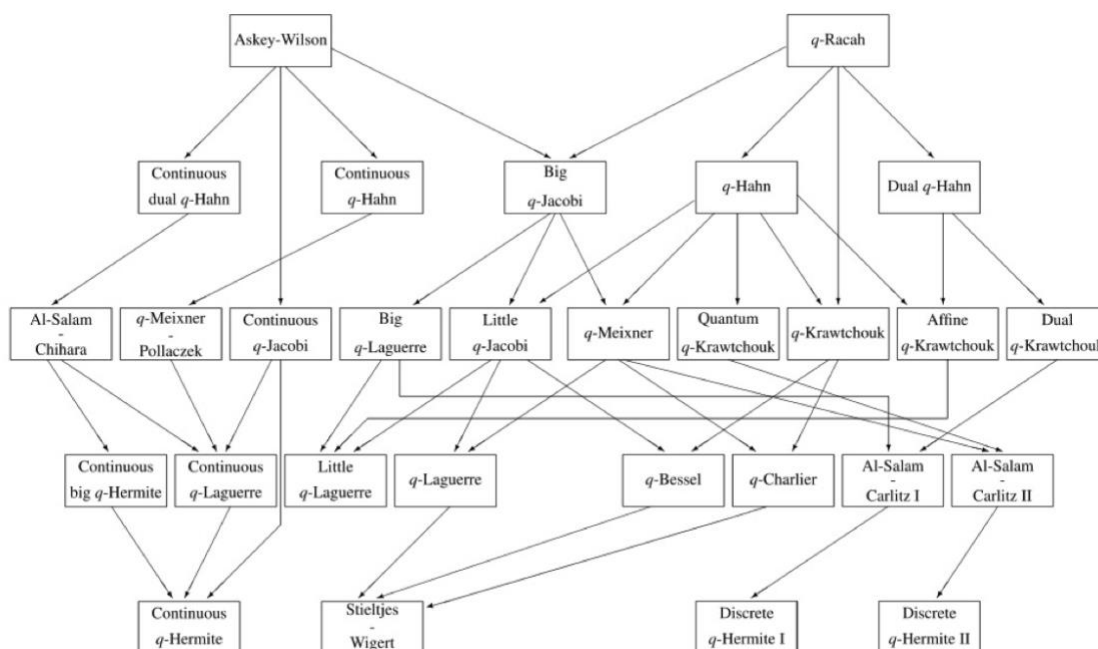 Askey-Wilson
q-Racah
Continuous
dual q-Hahn
Continuous
q-Hahn
Big
q-Jacobi
q-Hahn
Dual q-Hahn
Al-Salam
-
Chihara
q-Meixner
-
Pollaczek
Continuous
q-Jacobi
Big
q-Laguerre
Little
q-Jacobi
q-Meixner
Quantum
q-Krawtchouk
q-Krawtchouk
Affine
q-Krawtchouk
Dual
q-Krawtchouk
Continuous
big q-Hermite
Continuous
q-Laguerre
Little
q-Laguerre
q-Laguerre
q-Bessel
q-Charlier
Al-Salam
-
Carlitz I
Al-Salam
-
Carlitz II
Continuous
q-Hermite
Stieltjes
-
Wigert
Discrete
q-Hermite I
Discrete
q-Hermite II